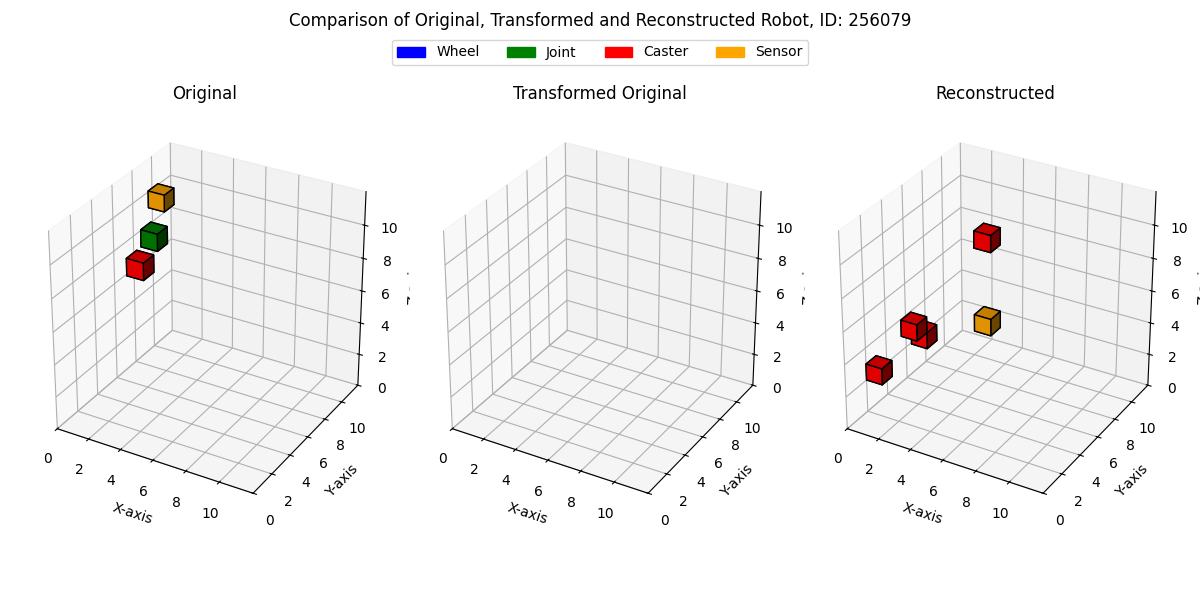 Comparison of Original, Transformed and Reconstructed Robot, ID: 256079
Wheel Joint Caster Sensor
Original Transformed Original Reconstructed
0 2 4 6 8 10
X-axis
0 2 4 6 8 10
Y-axis
0 2 4 6 8 10
0 2 4 6 8 10
X-axis
0 2 4 6 8 10
Y-axis
0 2 4 6 8 10
0 2 4 6 8 10
X-axis
0 2 4 6 8 10
Y-axis
0 2 4 6 8 10